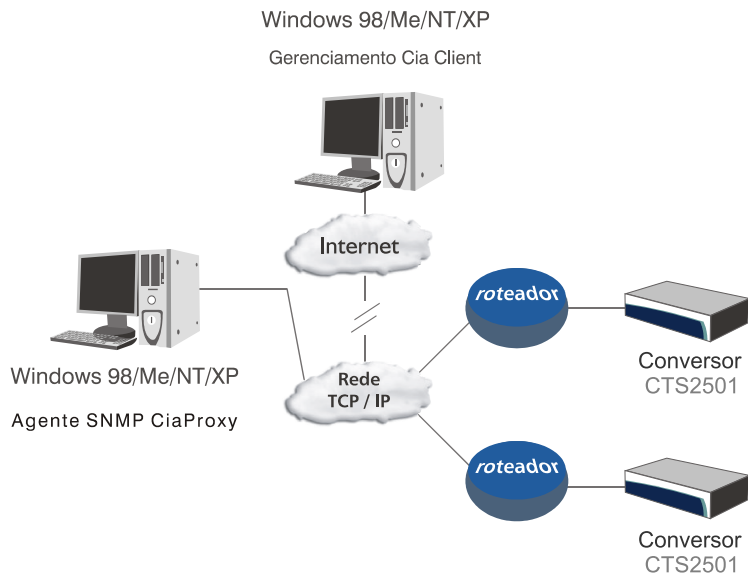 Windows 98/Me/NT/XP
Gerenciamento Cia Client
Internet
roteador
Conversor
CTS2501
Windows 98/Me/NT/XP
Agente SNMP CiaProxy
Rede
TCP / IP
roteador
Conversor
CTS2501